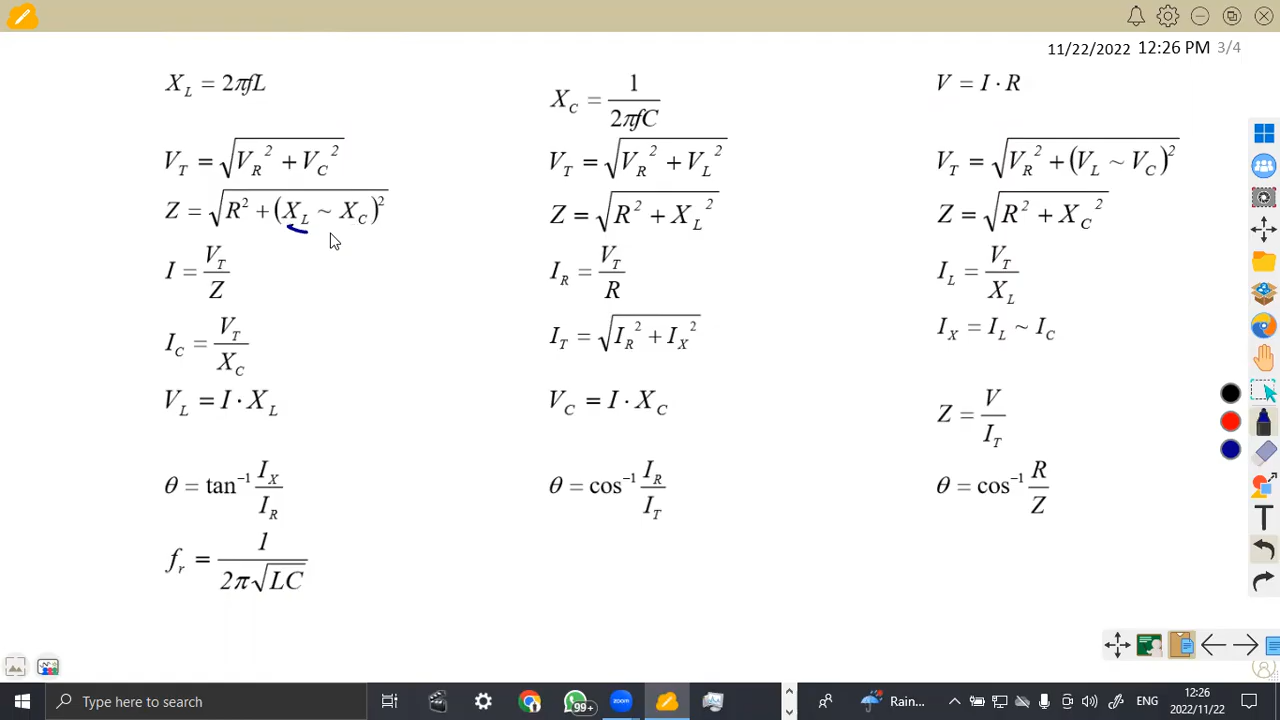 11/22/2022 12:26 PM 3/4
X_L = 2πfL
X_C = 1/(2πfC)
V = I · R
V_T = √(V_R² + V_C²)
V_T = √(V_R² + V_L²)
V_T = √(V_R² + (V_L ~ V_C)²)
Z = √(R² + (X_L ~ X_C)²)
Z = √(R² + X_L²)
Z = √(R² + X_C²)
I = V_T/Z
I_R = V_T/R
I_L = V_T/X_L
I_C = V_T/X_C
I_T = √(I_R² + I_X²)
I_X = I_L ~ I_C
V_L = I · X_L
V_C = I · X_C
Z = V/I_T
θ = tan⁻¹ I_X/I_R
θ = cos⁻¹ I_R/I_T
θ = cos⁻¹ R/Z
f_r = 1/(2π√(LC))
T
Type here to search
99+
zoom
Rain...
ENG
12:26
2022/11/22